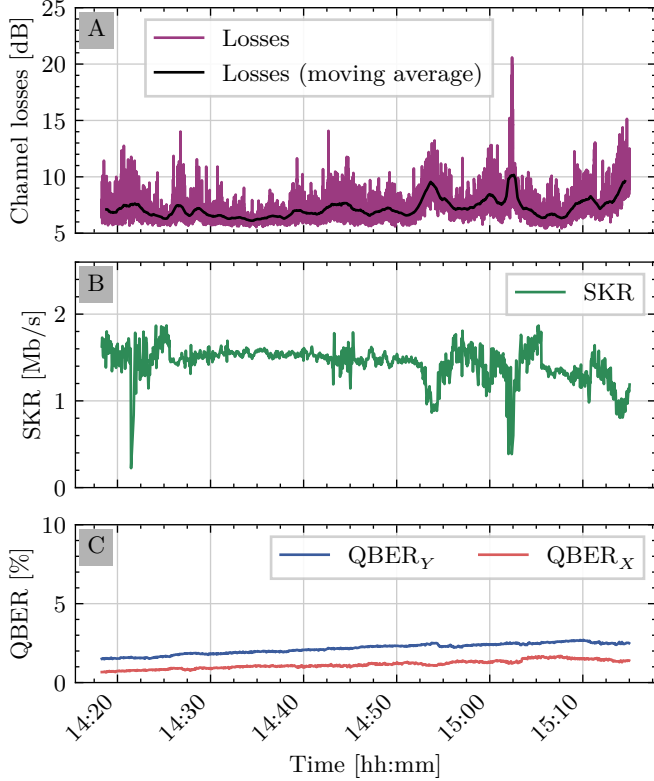 A
Channel losses [dB]
25
20
15
10
5
Losses
Losses (moving average)
B
SKR [Mb/s]
2
1
0
SKR
C
QBER [%]
10
5
0
QBER_Y
QBER_X
14:20
14:30
14:40
14:50
15:00
15:10
Time [hh:mm]